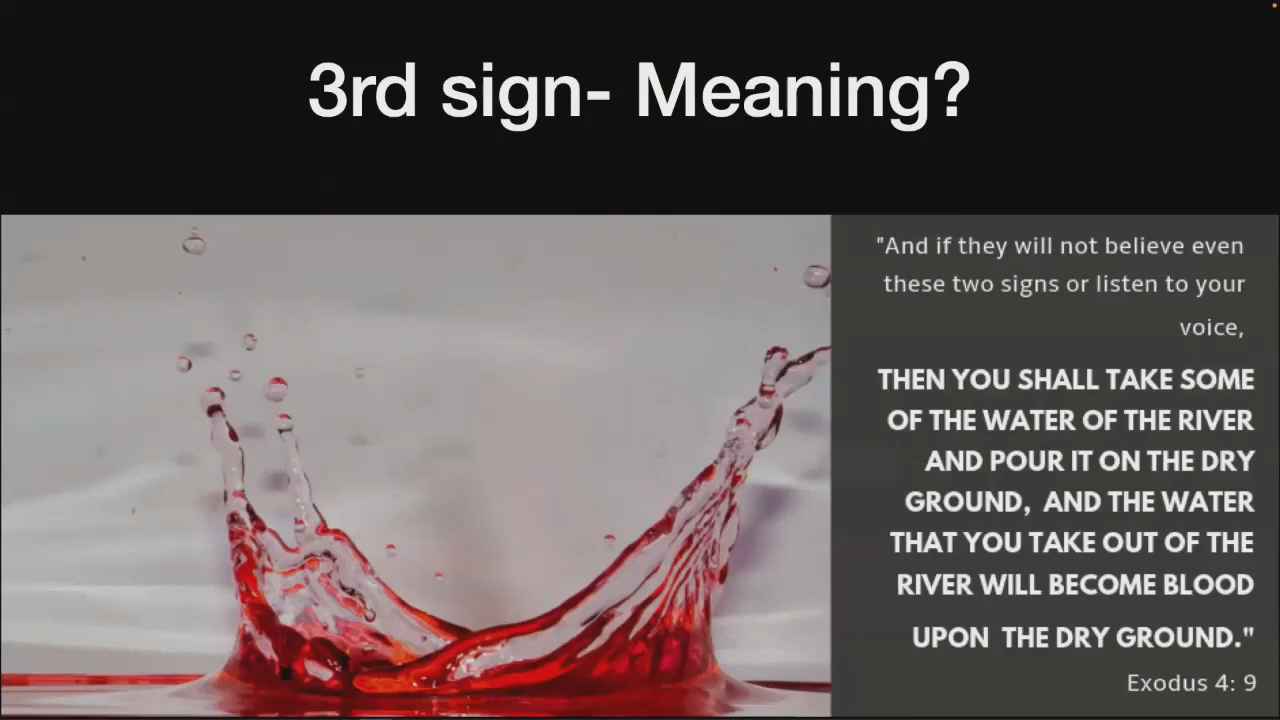 3rd sign- Meaning?
"And if they will not believe even
these two signs or listen to your
voice,
THEN YOU SHALL TAKE SOME
OF THE WATER OF THE RIVER
AND POUR IT ON THE DRY
GROUND, AND THE WATER
THAT YOU TAKE OUT OF THE
RIVER WILL BECOME BLOOD
UPON THE DRY GROUND."
Exodus 4: 9